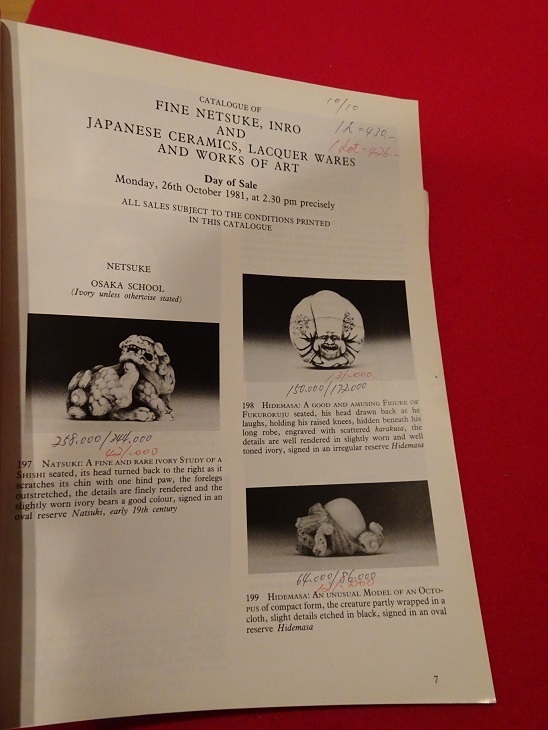 CATALOGUE OF
FINE NETSUKE, INRO
AND
JAPANESE CERAMICS, LACQUER WARES
AND WORKS OF ART
10/10
1£=430.-
Day of Sale
Monday, 26th October 1981, at 2.30 pm precisely
ALL SALES SUBJECT TO THE CONDITIONS PRINTED
IN THIS CATALOGUE
NETSUKE
OSAKA SCHOOL
(Ivory unless otherwise stated)
258.000/344.000
197 NATSUKI: A FINE AND RARE IVORY STUDY OF A
SHISHI seated, its head turned back to the right as it
scratches its chin with one hind paw, the forelegs
outstretched, the details are finely rendered and the
slightly worn ivory bears a good colour, signed in an
oval reserve Natsuki, early 19th century
150.000/172.000
198 HIDEMASA: A GOOD AND AMUSING FIGURE OF
FUKUROKUJU seated, his head drawn back as he
laughs, holding his raised knees, hidden beneath his
long robe, engraved with scattered karakusa, the
details are well rendered in slightly worn and well
toned ivory, signed in an irregular reserve Hidemasa
64.000/86.000
199 HIDEMASA: AN UNUSUAL MODEL OF AN OCTO-
PUS of compact form, the creature partly wrapped in a
cloth, slight details etched in black, signed in an oval
reserve Hidemasa
7